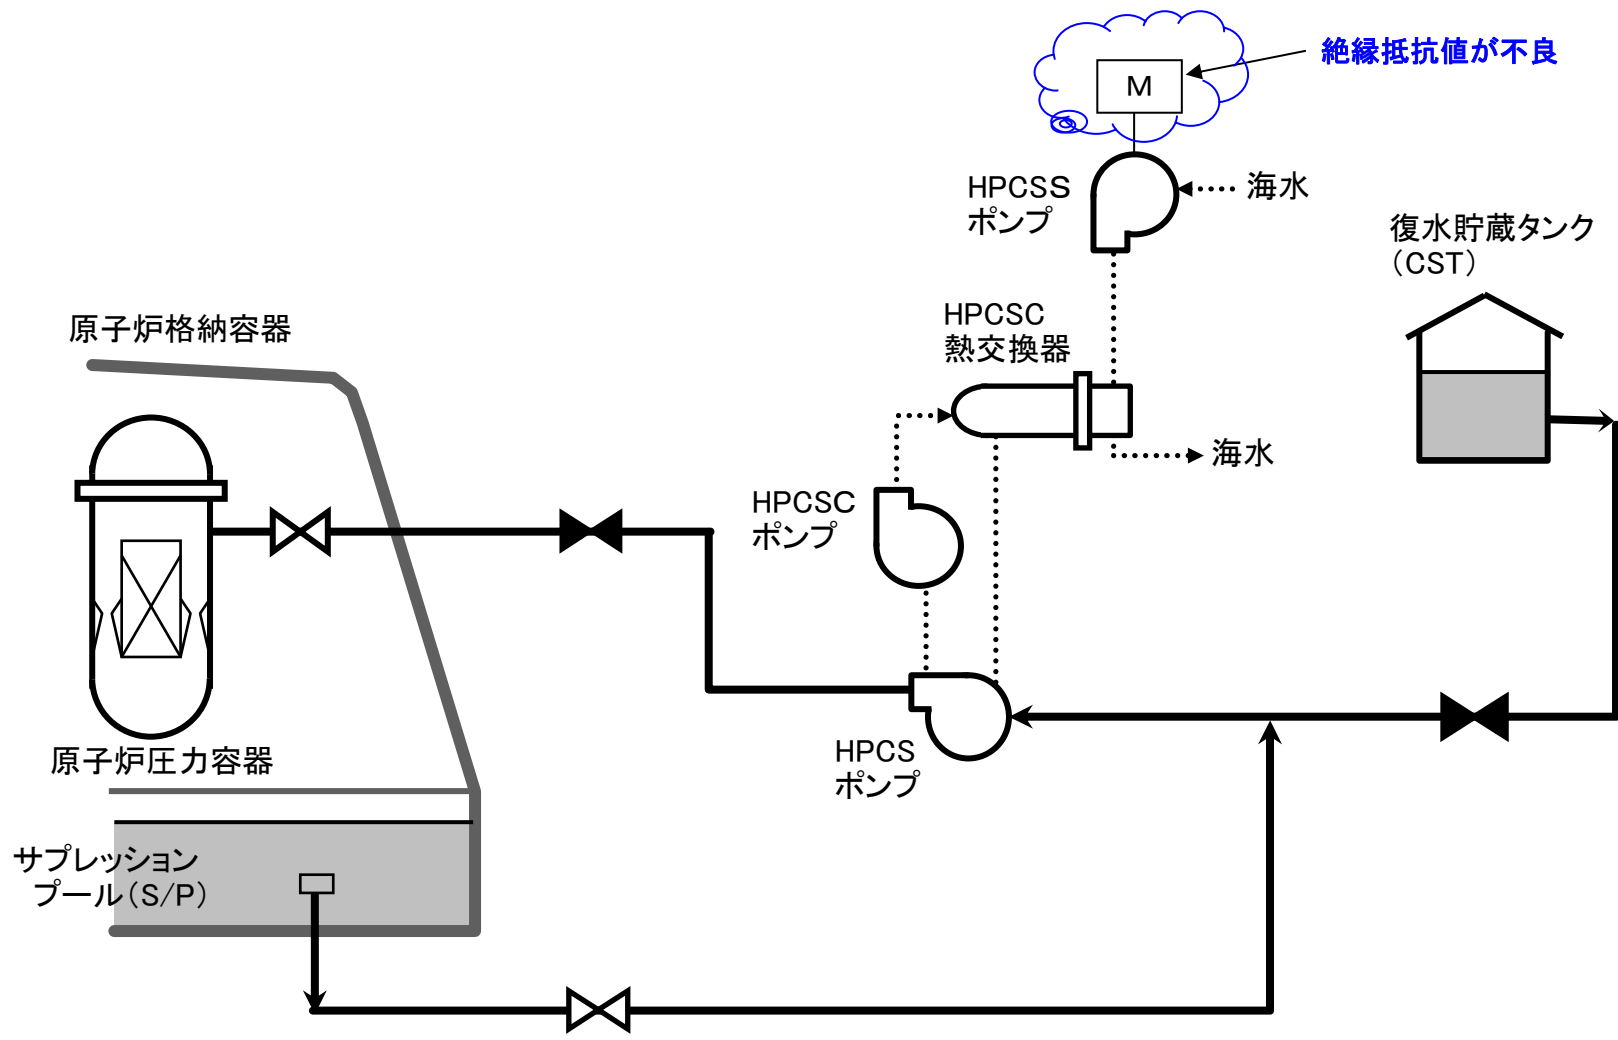 絶縁抵抗値が不良
M
HPCSS
ポンプ
海水
復水貯蔵タンク
（CST）
HPCSC
熱交換器
原子炉格納容器
海水
HPCSC
ポンプ
HPCS
ポンプ
原子炉圧力容器
サプレッション
プール（S/P）